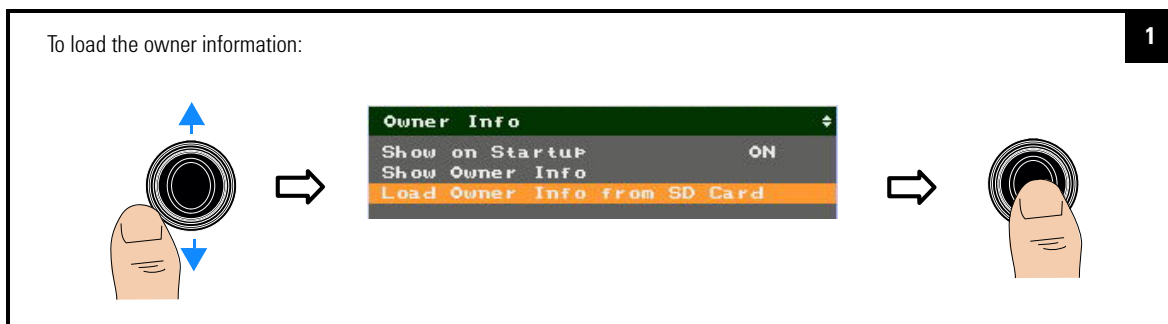 1
To load the owner information:
Owner Info
Show on Startup ON
Show Owner Info
Load Owner Info from SD Card